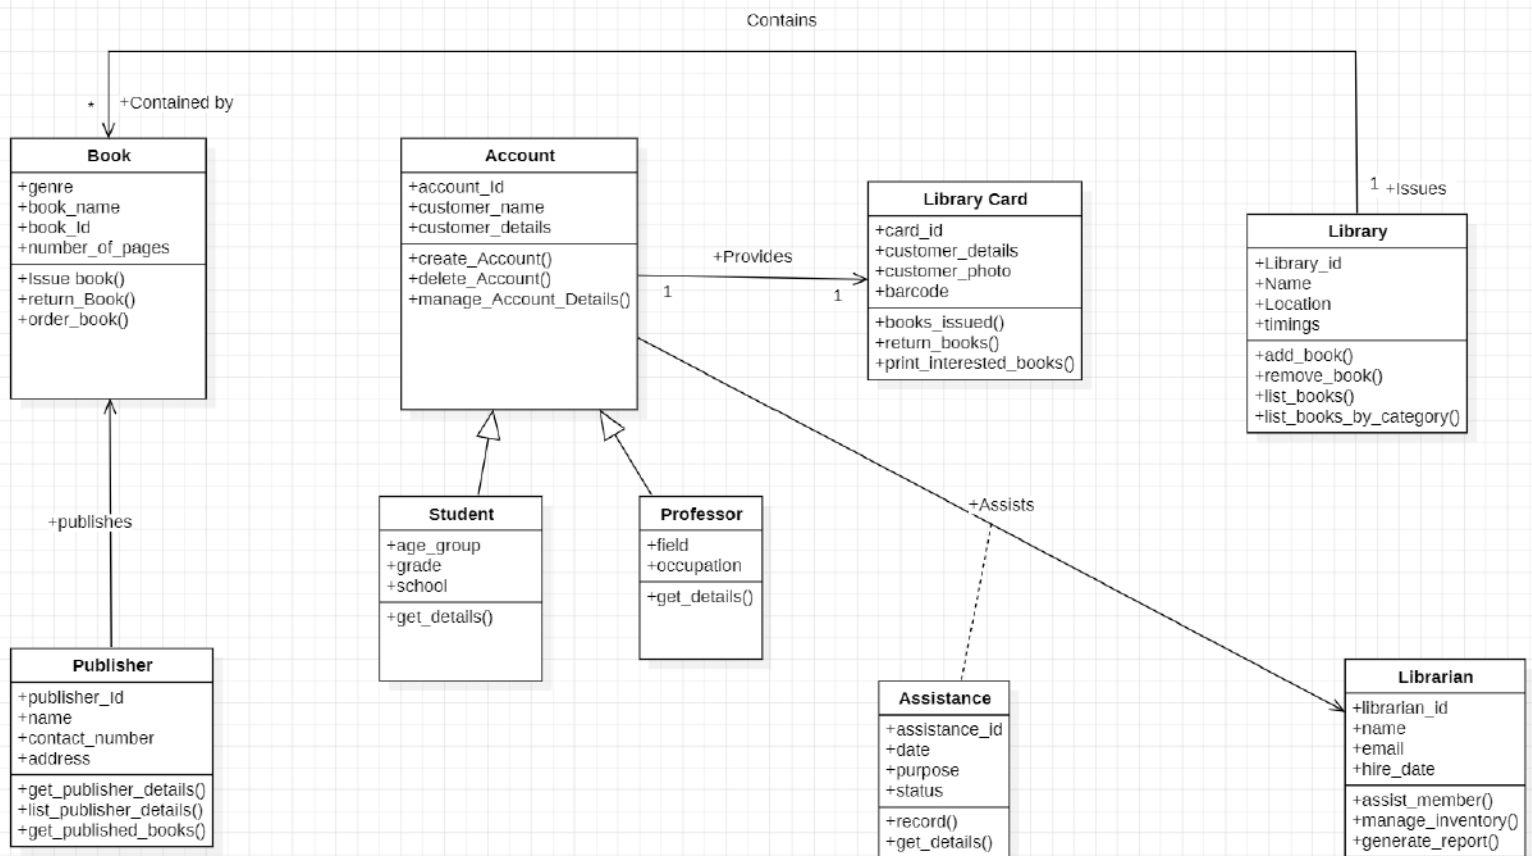 Contains
*
+Contained by
Book
+genre
+book_name
+book_Id
+number_of_pages
+Issue book()
+return_Book()
+order_book()
Account
+account_Id
+customer_name
+customer_details
+create_Account()
+delete_Account()
+manage_Account_Details()
+Provides
1
1
Library Card
+card_id
+customer_details
+customer_photo
+barcode
+books_issued()
+return_books()
+print_interested_books()
1
+Issues
Library
+Library_id
+Name
+Location
+timings
+add_book()
+remove_book()
+list_books()
+list_books_by_category()
+publishes
Student
+age_group
+grade
+school
+get_details()
Professor
+field
+occupation
+get_details()
+Assists
Publisher
+publisher_Id
+name
+contact_number
+address
+get_publisher_details()
+list_publisher_details()
+get_published_books()
Assistance
+assistance_id
+date
+purpose
+status
+record()
+get_details()
Librarian
+librarian_id
+name
+email
+hire_date
+assist_member()
+manage_inventory()
+generate_report()